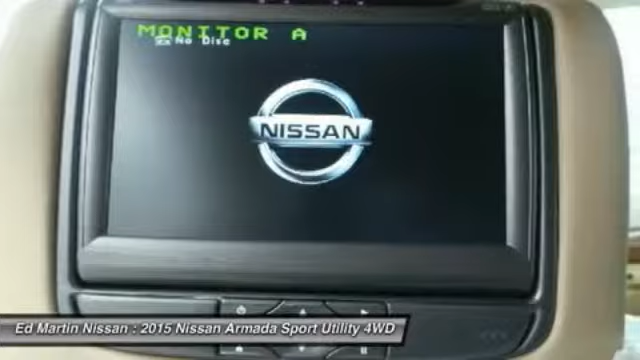 MONITOR A
No Disc
NISSAN
Ed Martin Nissan : 2015 Nissan Armada Sport Utility 4WD